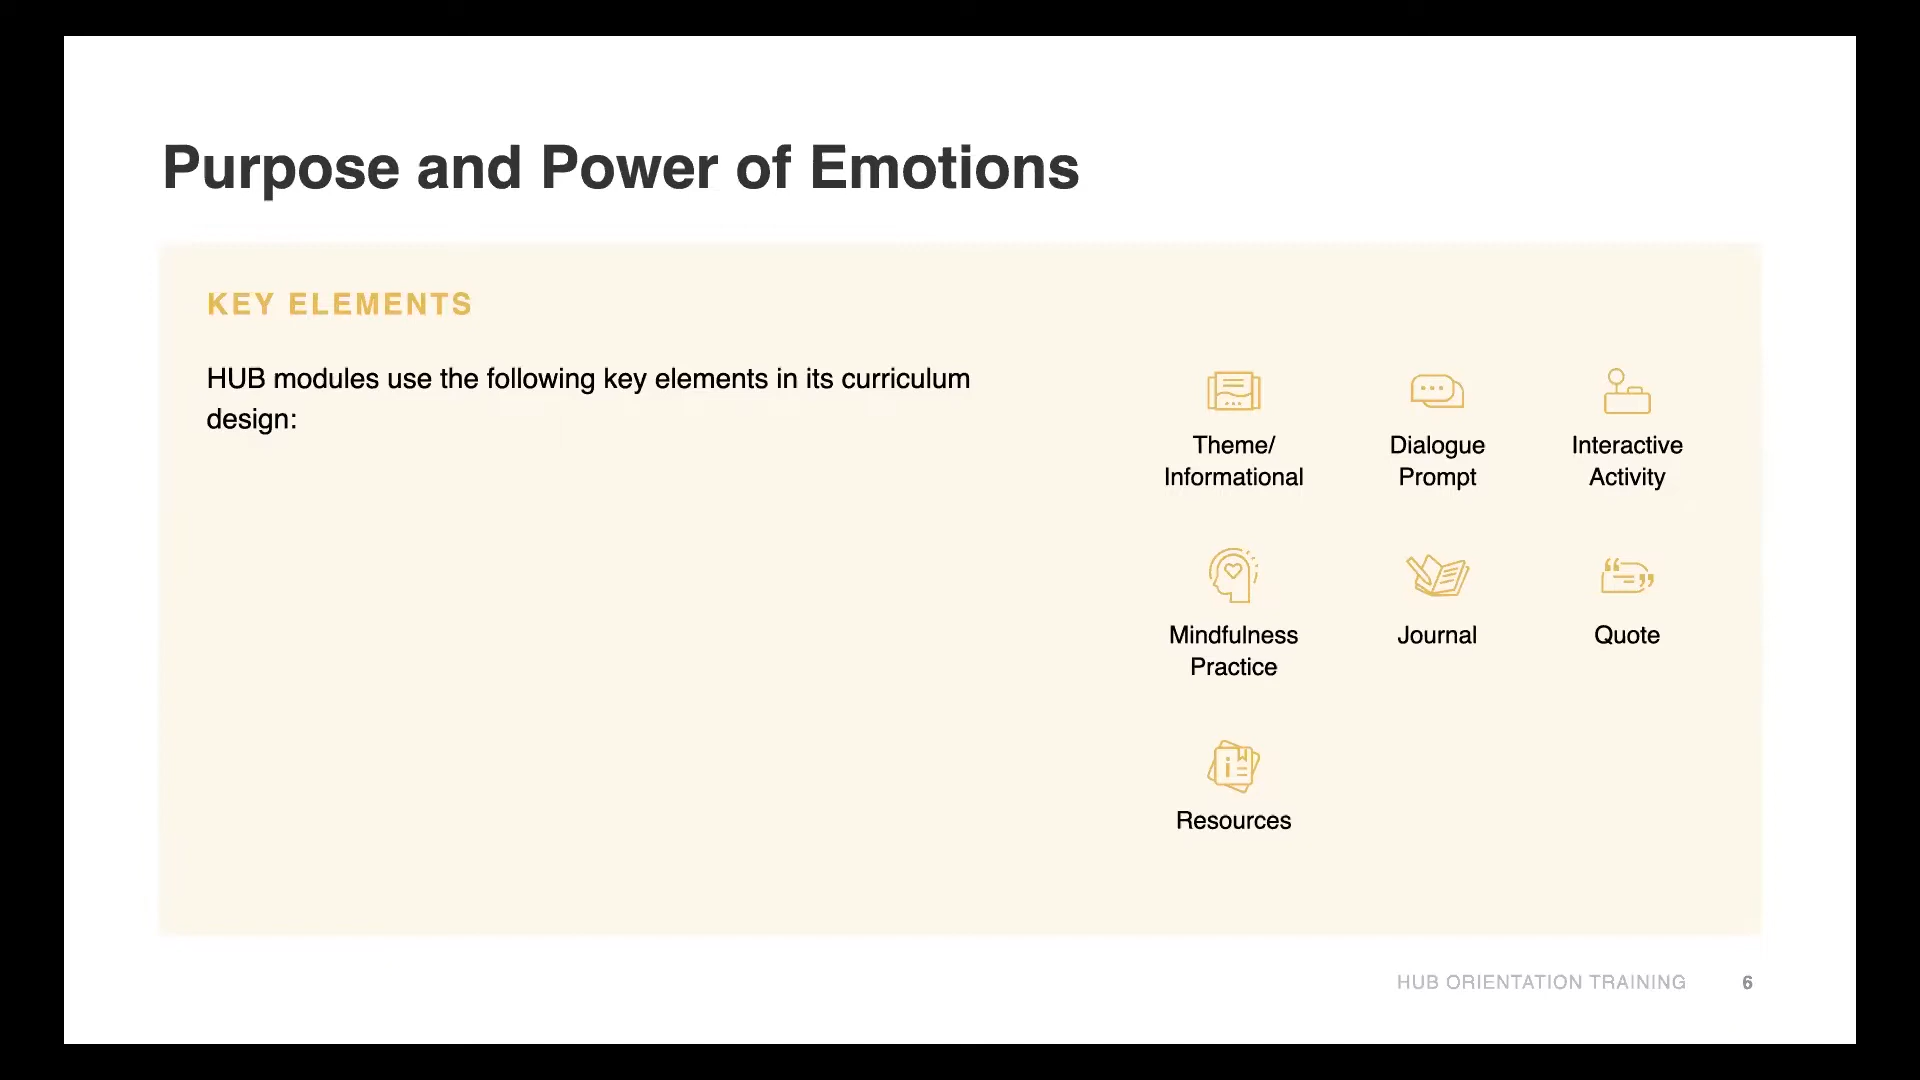 Purpose and Power of Emotions
KEY ELEMENTS
HUB modules use the following key elements in its curriculum
design:
Theme/
Informational
Dialogue
Prompt
Interactive
Activity
Mindfulness
Practice
Journal
Quote
Resources
HUB ORIENTATION TRAINING 6